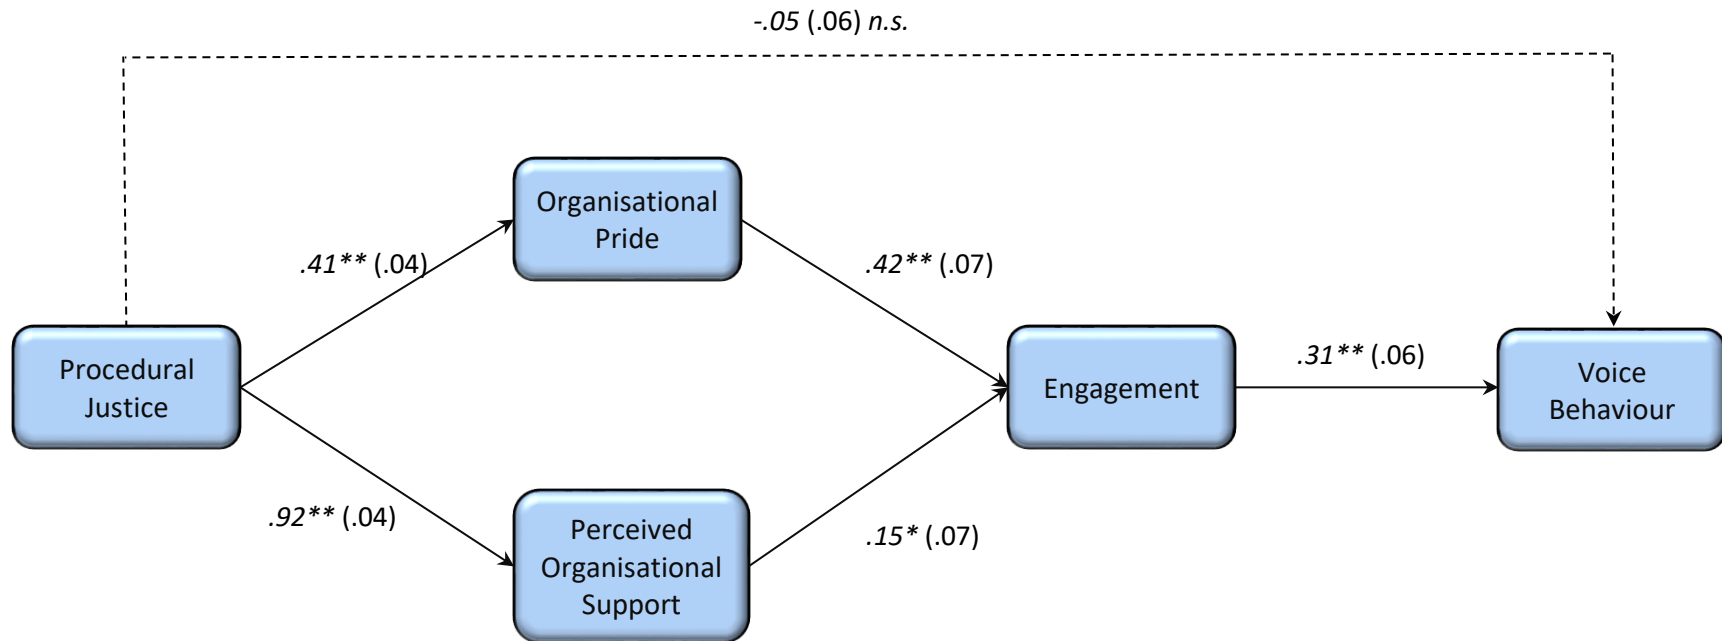 -.05 (.06) n.s.
Organisational
Pride
.41** (.04)
.42** (.07)
Procedural
Justice
Engagement
.31** (.06)
Voice
Behaviour
.92** (.04)
Perceived
Organisational
Support
.15* (.07)